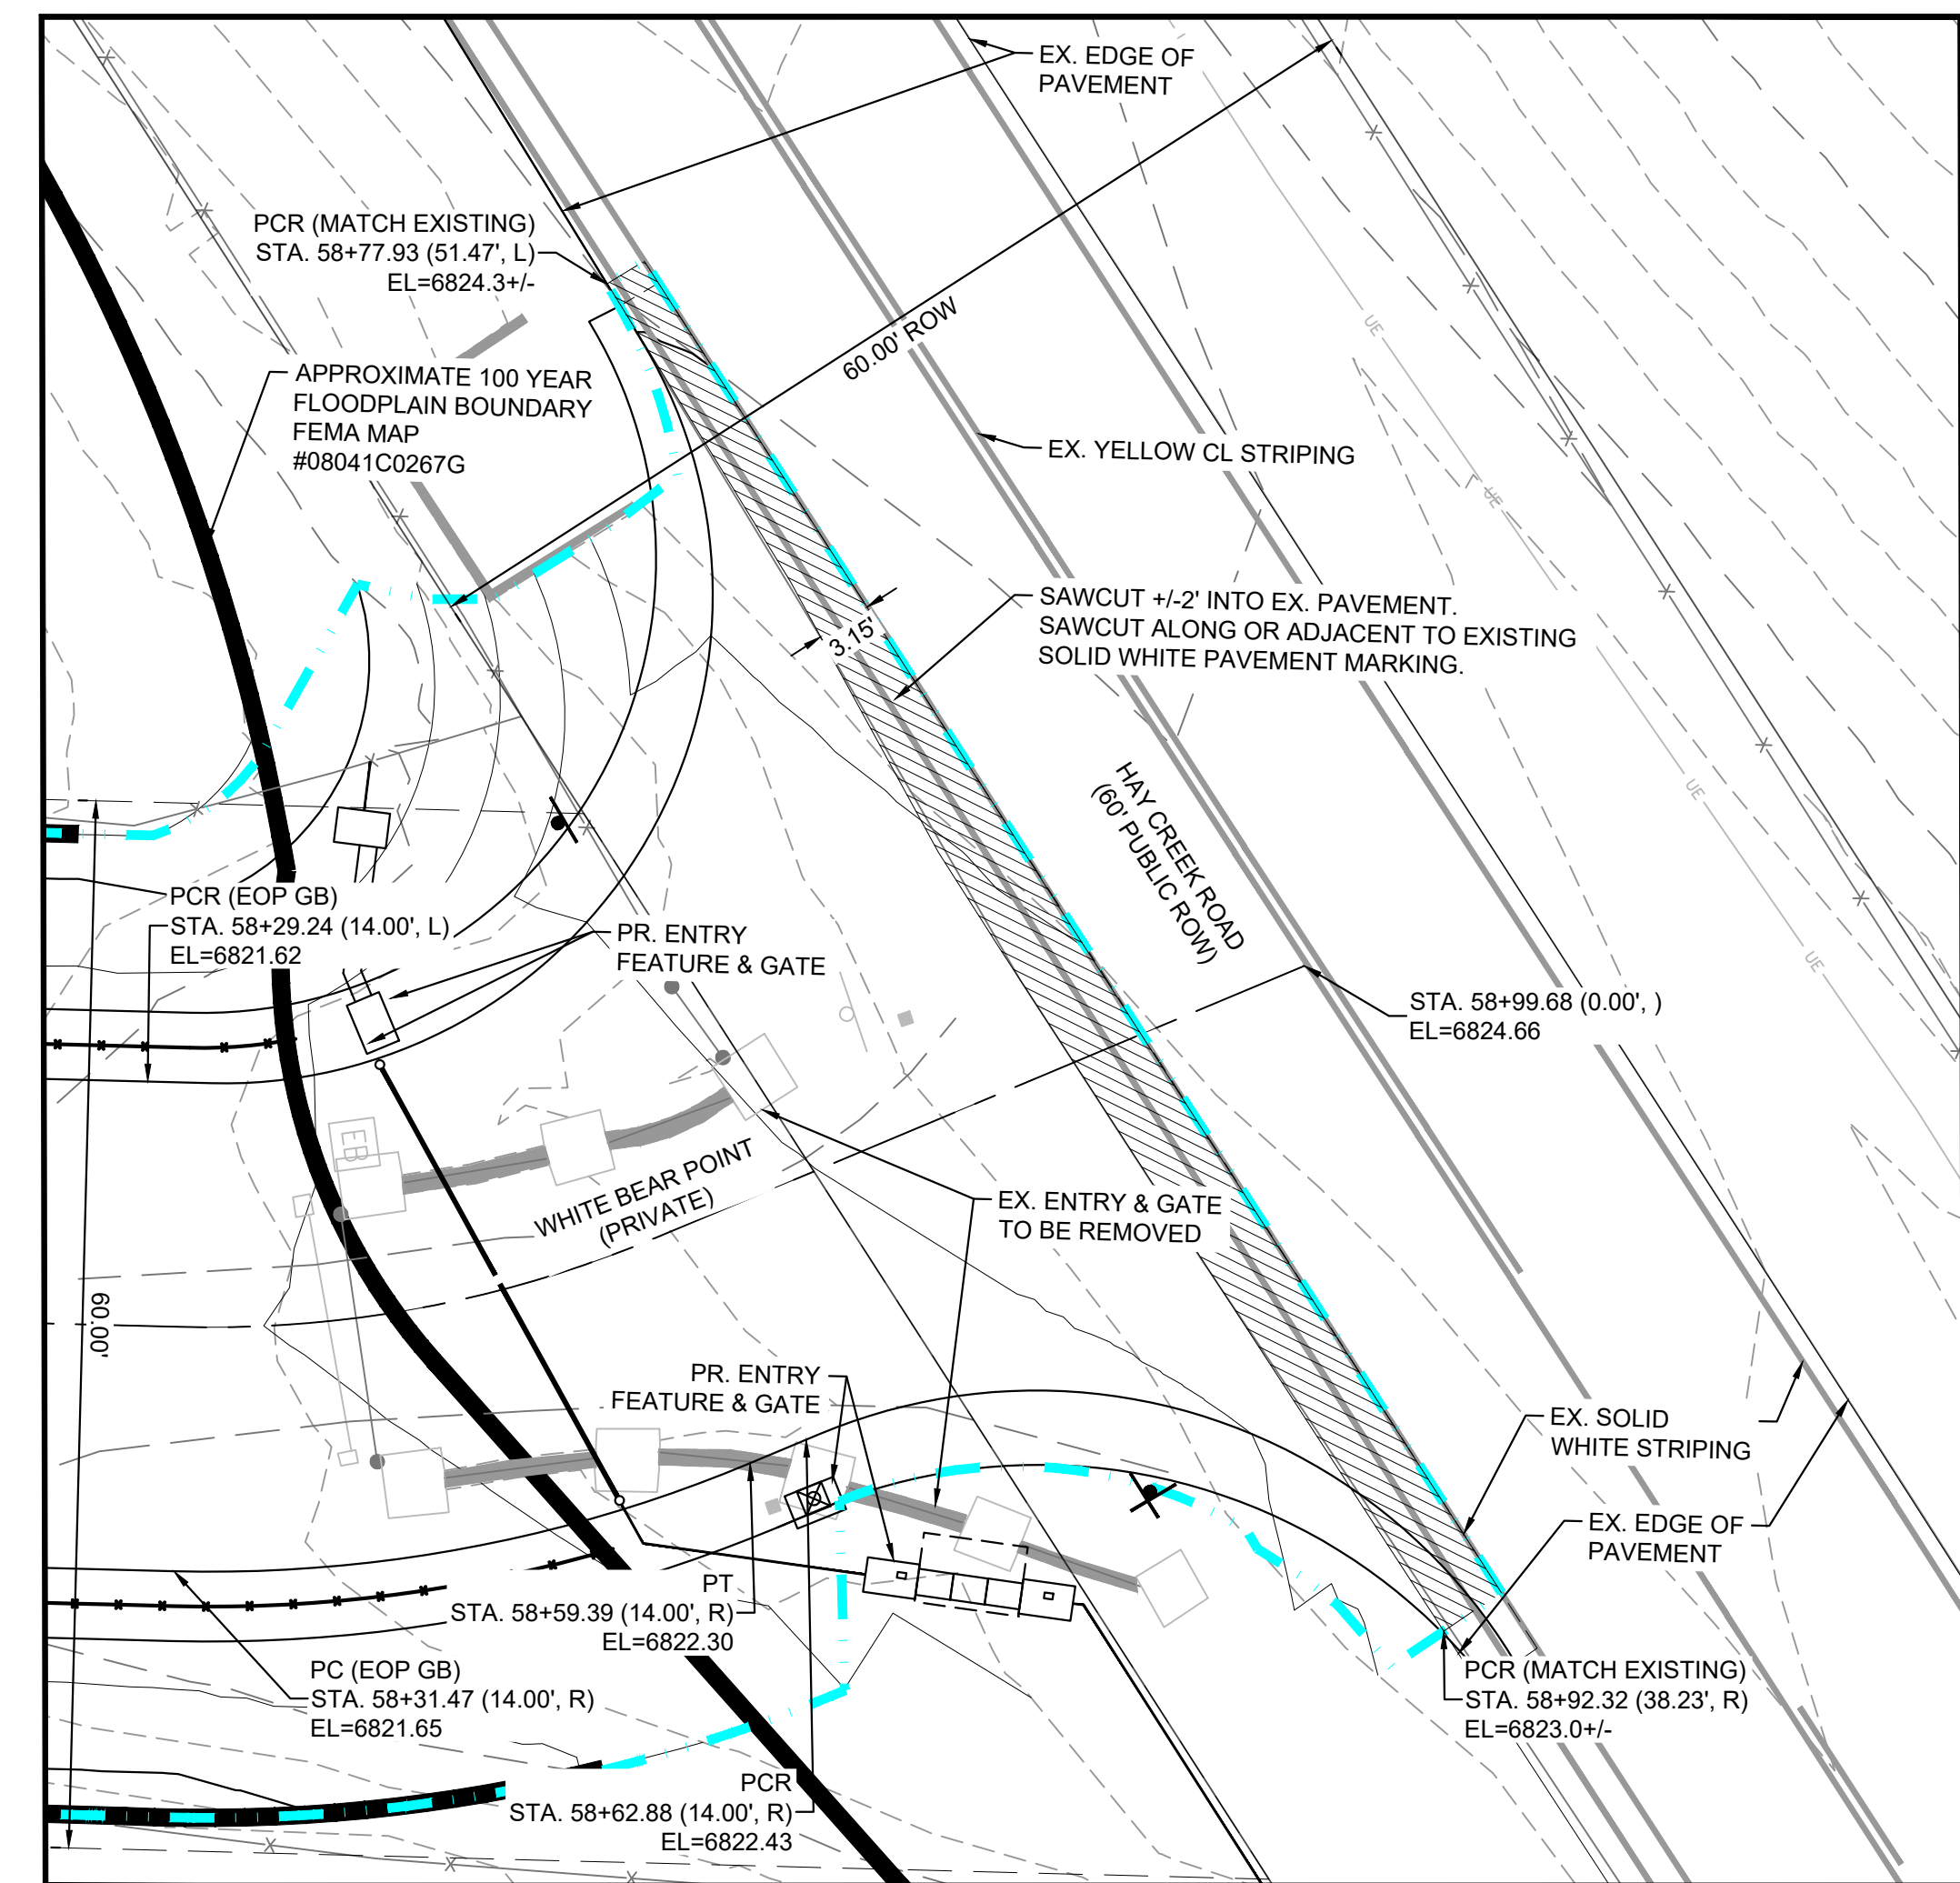 EX. EDGE OF
PAVEMENT
PCR (MATCH EXISTING)
STA. 58+77.93 (51.47', L)
EL=6824.3+/-
60.00' ROW
APPROXIMATE 100 YEAR
FLOODPLAIN BOUNDARY
FEMA MAP
#08041C0267G
UE
EX. YELLOW CL STRIPING
UE
SAWCUT +/-2' INTO EX. PAVEMENT.
SAWCUT ALONG OR ADJACENT TO EXISTING
SOLID WHITE PAVEMENT MARKING.
3.15'
HAY CREEK ROAD
(60' PUBLIC ROW)
UE
PCR (EOP GB)
STA. 58+29.24 (14.00', L)
EL=6821.62
PR. ENTRY
FEATURE & GATE
UE
STA. 58+99.68 (0.00', )
EL=6824.66
EB
WHITE BEAR POINT
(PRIVATE)
EX. ENTRY & GATE
TO BE REMOVED
60.00'
PR. ENTRY
FEATURE & GATE
EX. SOLID
WHITE STRIPING
EX. EDGE OF
PAVEMENT
PT
STA. 58+59.39 (14.00', R)
EL=6822.30
PC (EOP GB)
STA. 58+31.47 (14.00', R)
EL=6821.65
PCR (MATCH EXISTING)
STA. 58+92.32 (38.23', R)
EL=6823.0+/-
PCR
STA. 58+62.88 (14.00', R)
EL=6822.43